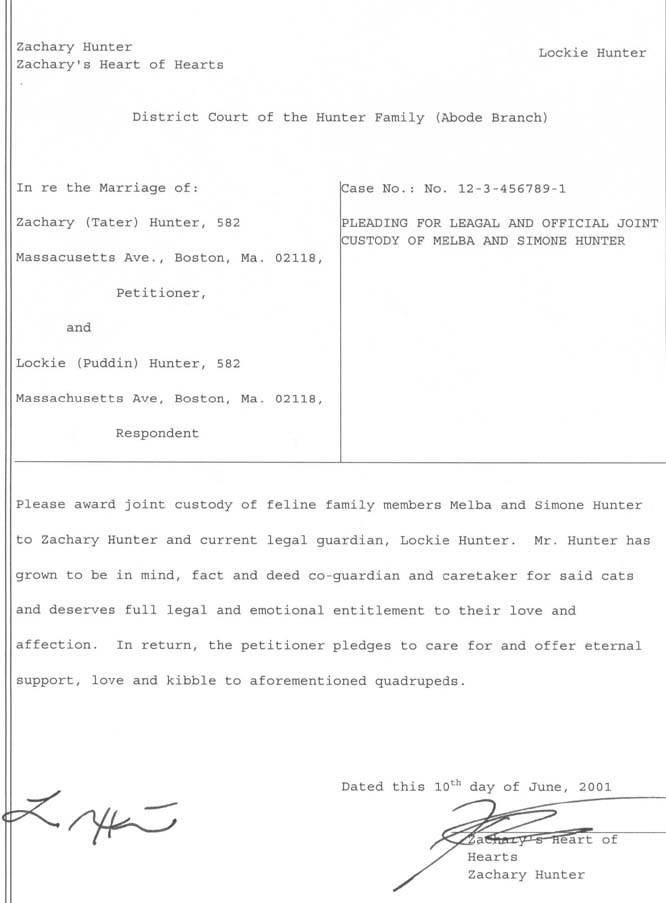 Zachary Hunter
Lockie Hunter
Zachary's Heart of Hearts
District Court of the Hunter Family (Abode Branch)
In re the Marriage of:
Zachary (Tater) Hunter, 582
Massacusetts Ave., Boston, Ma. 02118,
Petitioner,
and
Lockie (Puddin) Hunter, 582
Massachusetts Ave, Boston, Ma. 02118,
Respondent
Case No.: No. 12-3-456789-1
PLEADING FOR LEAGAL AND OFFICIAL JOINT
CUSTODY OF MELBA AND SIMONE HUNTER
Please award joint custody of feline family members Melba and Simone Hunter
to Zachary Hunter and current legal guardian, Lockie Hunter. Mr. Hunter has
grown to be in mind, fact and deed co-guardian and caretaker for said cats
and deserves full legal and emotional entitlement to their love and
affection. In return, the petitioner pledges to care for and offer eternal
support, love and kibble to aforementioned quadrupeds.
Dated this 10th day of June, 2001
Zachary's Heart of
Hearts
Zachary Hunter